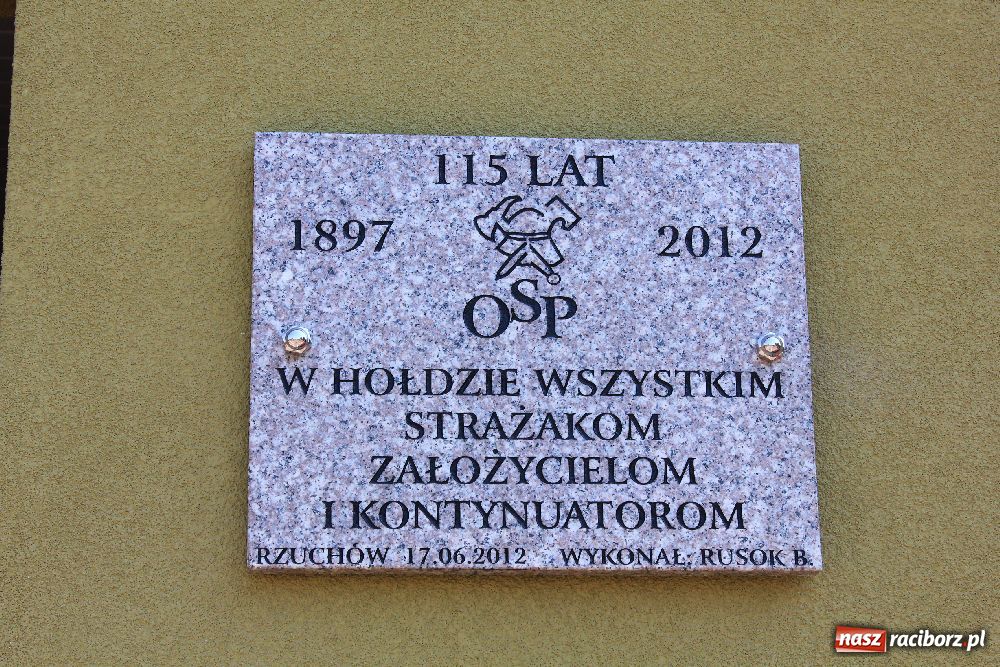 115 LAT
1897 2012
OSP
W HOŁDZIE WSZYSTKIM
STRAŻAKOM
ZAŁOŻYCIELOM
I KONTYNUATOROM
RZUCHÓW 17.06.2012 WYKONAŁ: RUSOK B.
nasz raciborz.pl